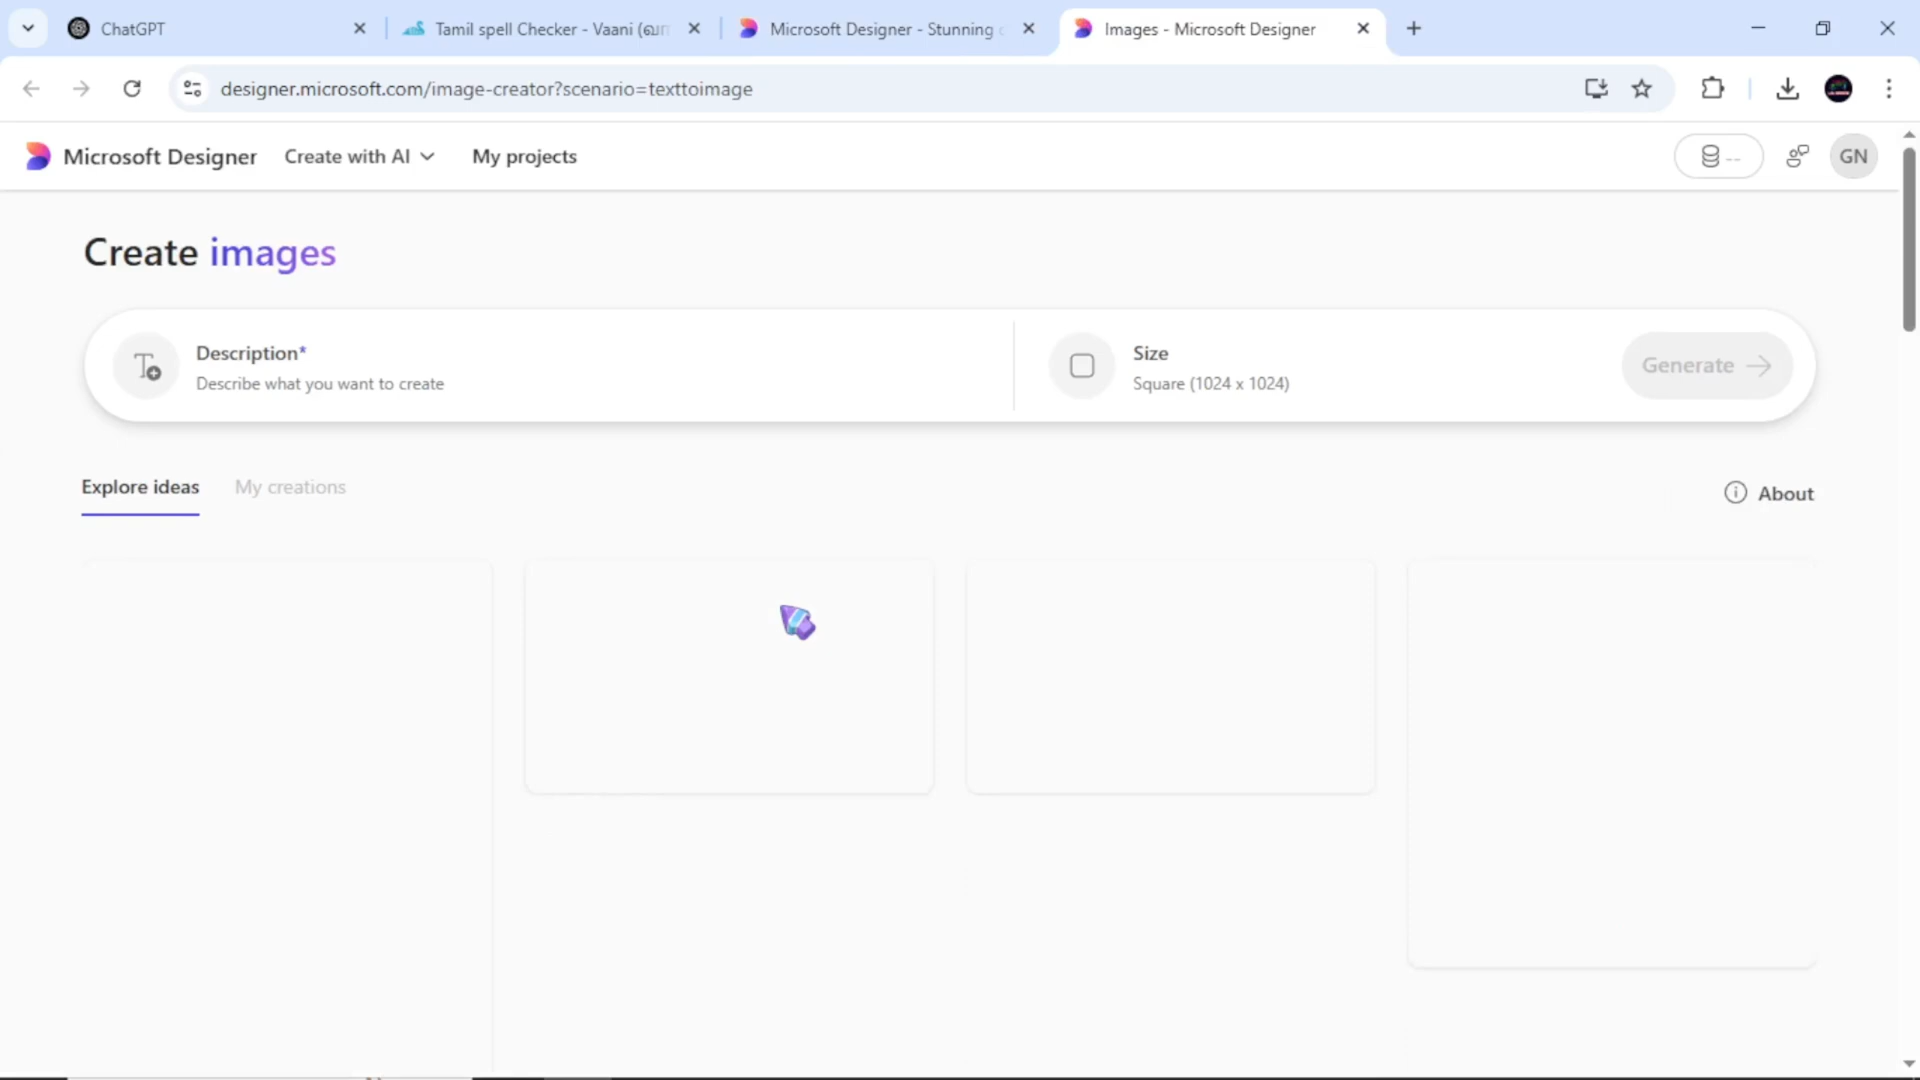 ChatGPT
Tamil spell Checker - Vaani (வா
Microsoft Designer - Stunning
Images - Microsoft Designer
designer.microsoft.com/image-creator?scenario=texttoimage
Microsoft Designer
Create with AI
My projects
--
GN
Create images
Description*
Describe what you want to create
Size
Square (1024 x 1024)
Generate
Explore ideas
My creations
About